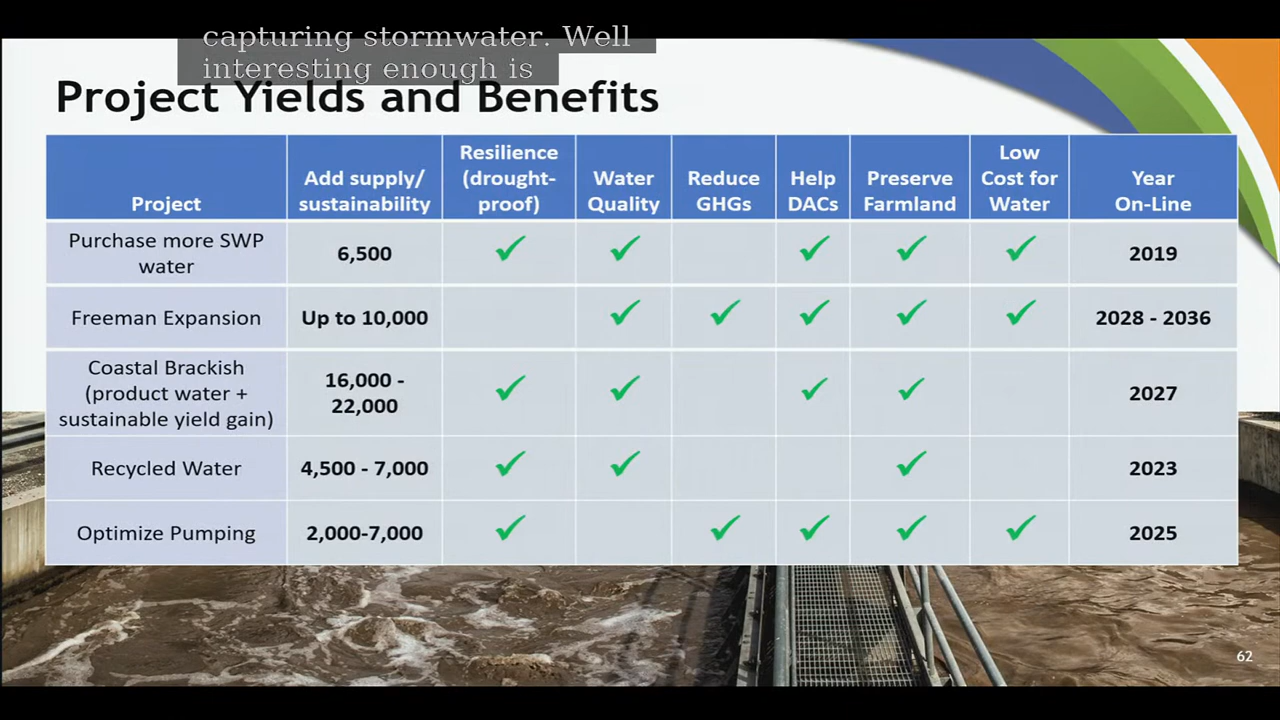 capturing stormwater. Well
interesting enough is
Project Yields and Benefits
Project
Add supply/
sustainability
Resilience
(drought-
proof)
Water
Quality
Reduce
GHGs
Help
DACs
Preserve
Farmland
Low
Cost for
Water
Year
On-Line
Purchase more SWP
water
6,500
✓ ✓ ✓ ✓ ✓
2019
Freeman Expansion
Up to 10,000
✓ ✓ ✓ ✓ ✓
2028 - 2036
Coastal Brackish
(product water +
sustainable yield gain)
16,000 -
22,000
✓ ✓ ✓ ✓
2027
Recycled Water
4,500 - 7,000
✓ ✓ ✓
2023
Optimize Pumping
2,000-7,000
✓ ✓ ✓ ✓ ✓
2025
62